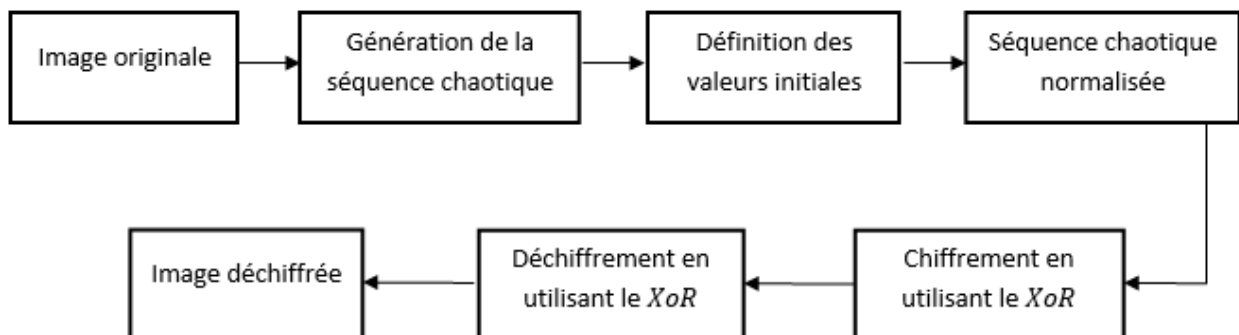 Image originale
Génération de la
séquence chaotique
Définition des
valeurs initiales
Séquence chaotique
normalisée
Image déchiffrée
Déchiffrement en
utilisant le XoR
Chiffrement en
utilisant le XoR